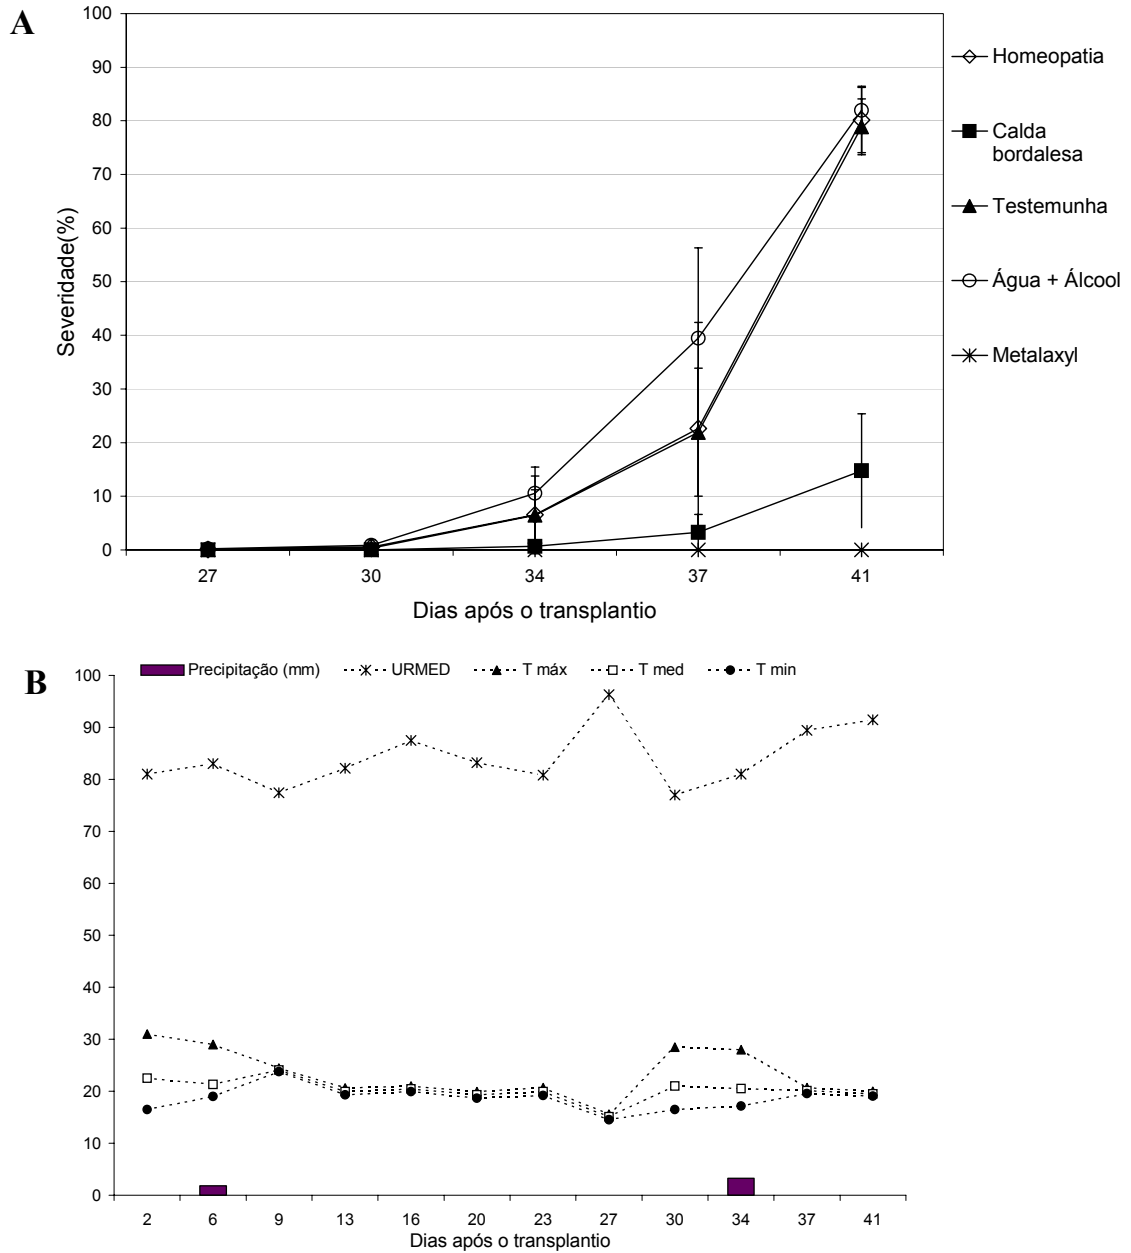 A
100
90
80
70
60
50
40
30
20
10
0
Severidade(%)
27 30 34 37 41
Dias após o transplantio
Homeopatia
Calda
bordalesa
Testemunha
Água + Álcool
Metalaxyl
B
Precipitação (mm) URMED T máx T med T min
100
90
80
70
60
50
40
30
20
10
0
2 6 9 13 16 20 23 27 30 34 37 41
Dias após o transplantio